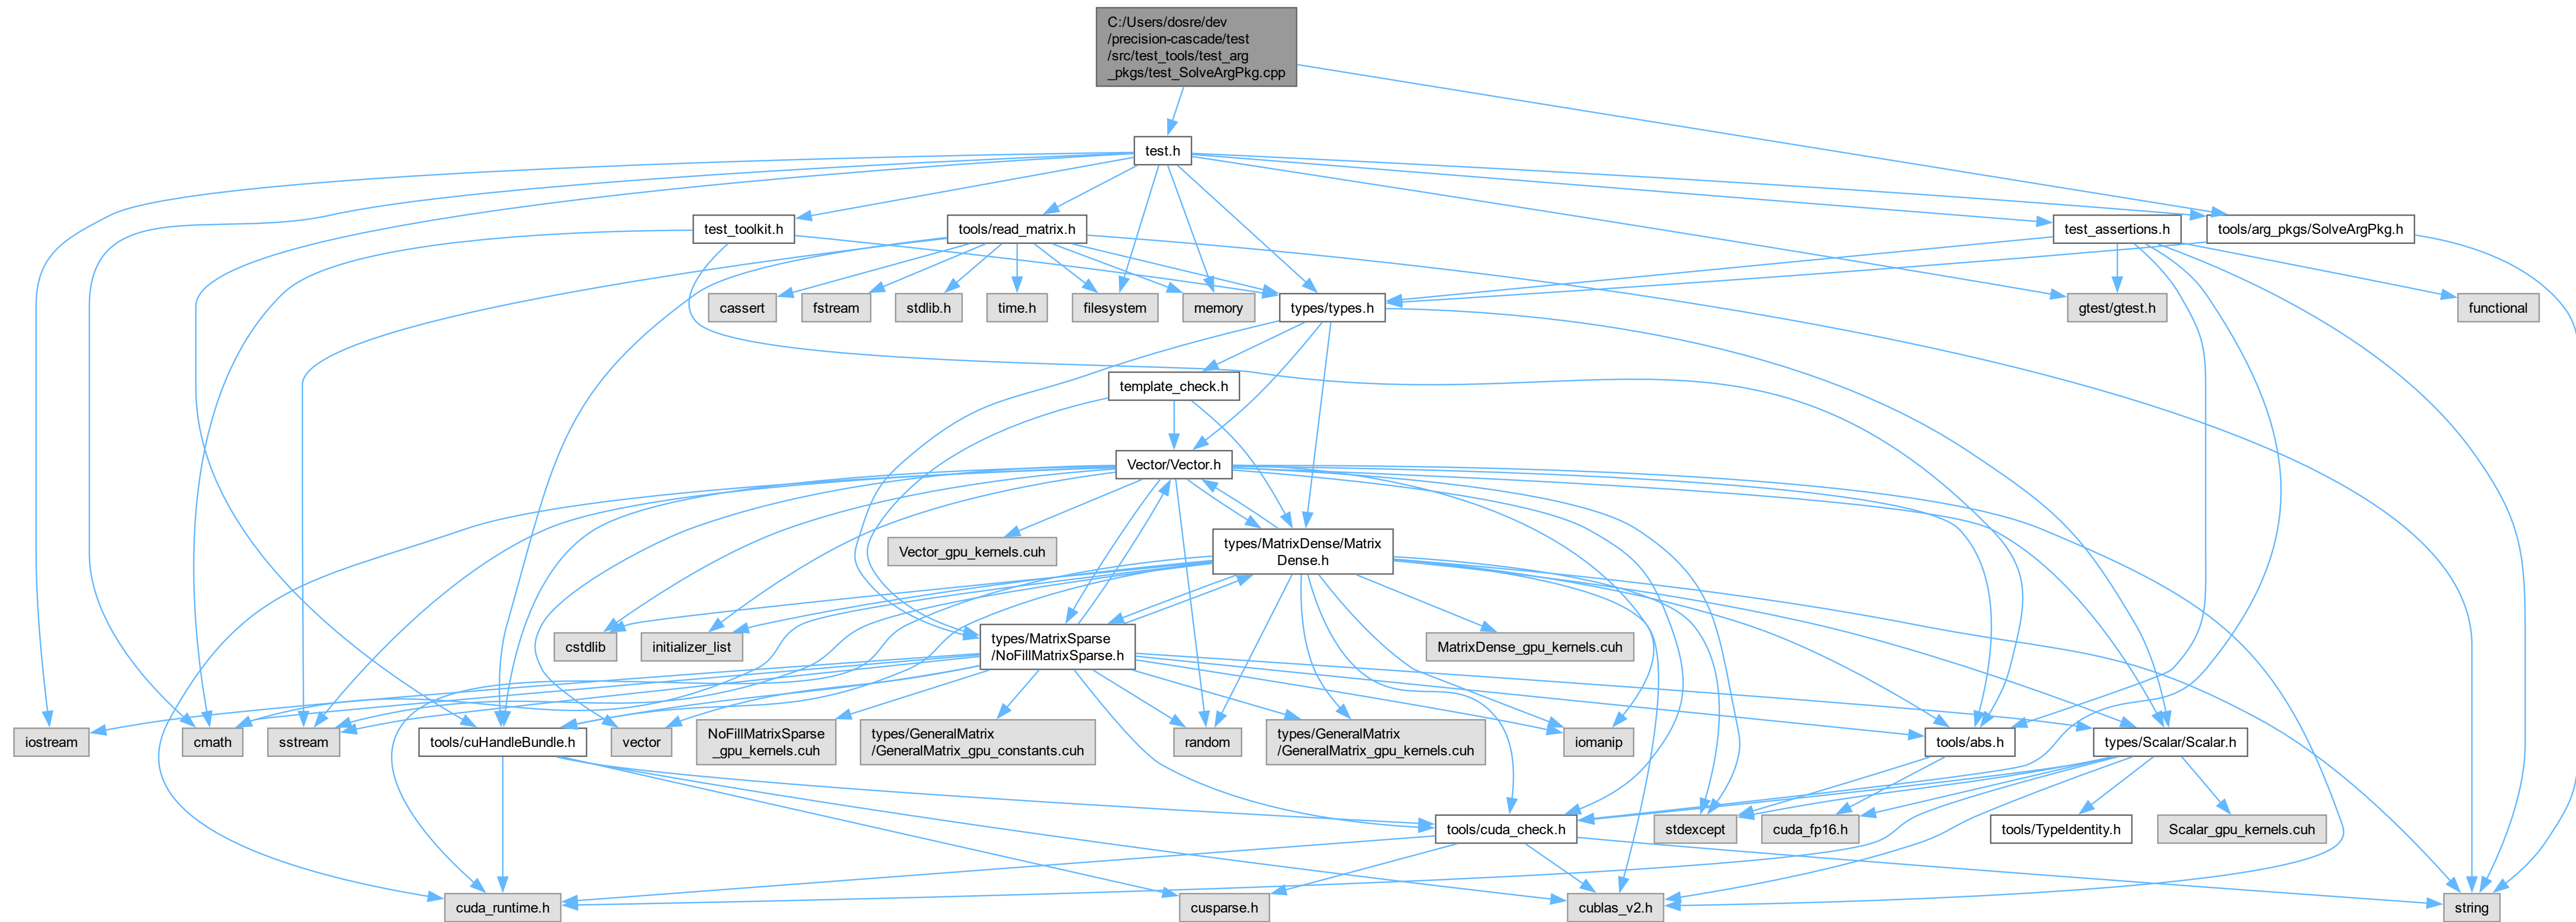 C:/Users/dosre/dev
/precision-cascade/test
/src/test_tools/test_arg
_pkgs/test_SolveArgPkg.cpp
test.h
test_toolkit.h
tools/read_matrix.h
test_assertions.h
tools/arg_pkgs/SolveArgPkg.h
cassert
fstream
stdlib.h
time.h
filesystem
memory
types/types.h
gtest/gtest.h
functional
template_check.h
Vector/Vector.h
Vector_gpu_kernels.cuh
types/MatrixDense/Matrix
Dense.h
cstdlib
initializer_list
types/MatrixSparse
/NoFillMatrixSparse.h
MatrixDense_gpu_kernels.cuh
iostream
cmath
sstream
tools/cuHandleBundle.h
vector
NoFillMatrixSparse
_gpu_kernels.cuh
types/GeneralMatrix
/GeneralMatrix_gpu_constants.cuh
random
types/GeneralMatrix
/GeneralMatrix_gpu_kernels.cuh
iomanip
tools/abs.h
types/Scalar/Scalar.h
tools/cuda_check.h
stdexcept
cuda_fp16.h
tools/TypeIdentity.h
Scalar_gpu_kernels.cuh
cuda_runtime.h
cusparse.h
cublas_v2.h
string